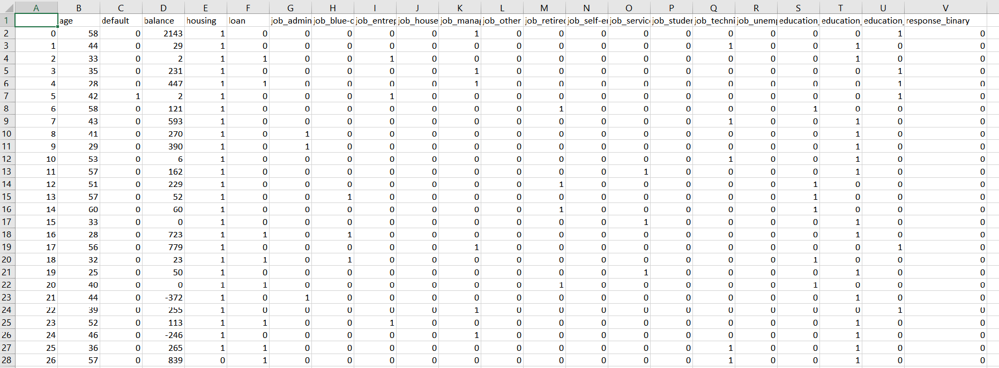 A B C D E F G H I J K L M N O P Q R S T U V
1 age default balance housing loan job_admin job_blue-c job_entrep job_house job_manag job_other job_retired job_self-e job_servic job_studen job_techni job_unemp education_ education_ education_ response_binary
2 0 58 0 2143 1 0 0 0 0 0 1 0 0 0 0 0 0 0 0 0 1 0
3 1 44 0 29 1 0 0 0 0 0 0 0 0 0 0 0 1 0 0 1 0 0
4 2 33 0 2 1 1 0 0 1 0 0 0 0 0 0 0 0 0 0 1 0 0
5 3 35 0 231 1 0 0 0 0 0 1 0 0 0 0 0 0 0 0 0 1 0
6 4 28 0 447 1 1 0 0 0 0 1 0 0 0 0 0 0 0 0 0 1 0
7 5 42 1 2 1 0 0 0 1 0 0 0 0 0 0 0 0 0 0 0 1 0
8 6 58 0 121 1 0 0 0 0 0 0 0 1 0 0 0 0 0 1 0 0 0
9 7 43 0 593 1 0 0 0 0 0 0 0 0 0 0 0 1 0 0 1 0 0
10 8 41 0 270 1 0 1 0 0 0 0 0 0 0 0 0 0 0 0 1 0 0
11 9 29 0 390 1 0 1 0 0 0 0 0 0 0 0 0 0 0 0 1 0 0
12 10 53 0 6 1 0 0 0 0 0 0 0 0 0 0 0 1 0 0 1 0 0
13 11 57 0 162 1 0 0 0 0 0 0 0 0 0 1 0 0 0 0 1 0 0
14 12 51 0 229 1 0 0 0 0 0 0 0 1 0 0 0 0 0 1 0 0 0
15 13 57 0 52 1 0 0 1 0 0 0 0 0 0 0 0 0 0 1 0 0 0
16 14 60 0 60 1 0 0 0 0 0 0 0 1 0 0 0 0 0 1 0 0 0
17 15 33 0 0 1 0 0 0 0 0 0 0 0 0 1 0 0 0 0 1 0 0
18 16 28 0 723 1 1 0 1 0 0 0 0 0 0 0 0 0 0 0 1 0 0
19 17 56 0 779 1 0 0 0 0 0 1 0 0 0 0 0 0 0 0 0 1 0
20 18 32 0 23 1 1 0 1 0 0 0 0 0 0 0 0 0 0 1 0 0 0
21 19 25 0 50 1 0 0 0 0 0 0 0 0 0 1 0 0 0 0 1 0 0
22 20 40 0 0 1 1 0 0 0 0 0 0 1 0 0 0 0 0 1 0 0 0
23 21 44 0 -372 1 0 1 0 0 0 0 0 0 0 0 0 0 0 0 1 0 0
24 22 39 0 255 1 0 0 0 0 0 1 0 0 0 0 0 0 0 0 0 1 0
25 23 52 0 113 1 1 0 0 1 0 0 0 0 0 0 0 0 0 0 1 0 0
26 24 46 0 -246 1 0 0 0 0 0 1 0 0 0 0 0 0 0 0 1 0 0
27 25 36 0 265 1 1 0 0 0 0 0 0 0 0 0 0 1 0 0 1 0 0
28 26 57 0 839 0 1 0 0 0 0 0 0 0 0 0 0 1 0 0 1 0 0